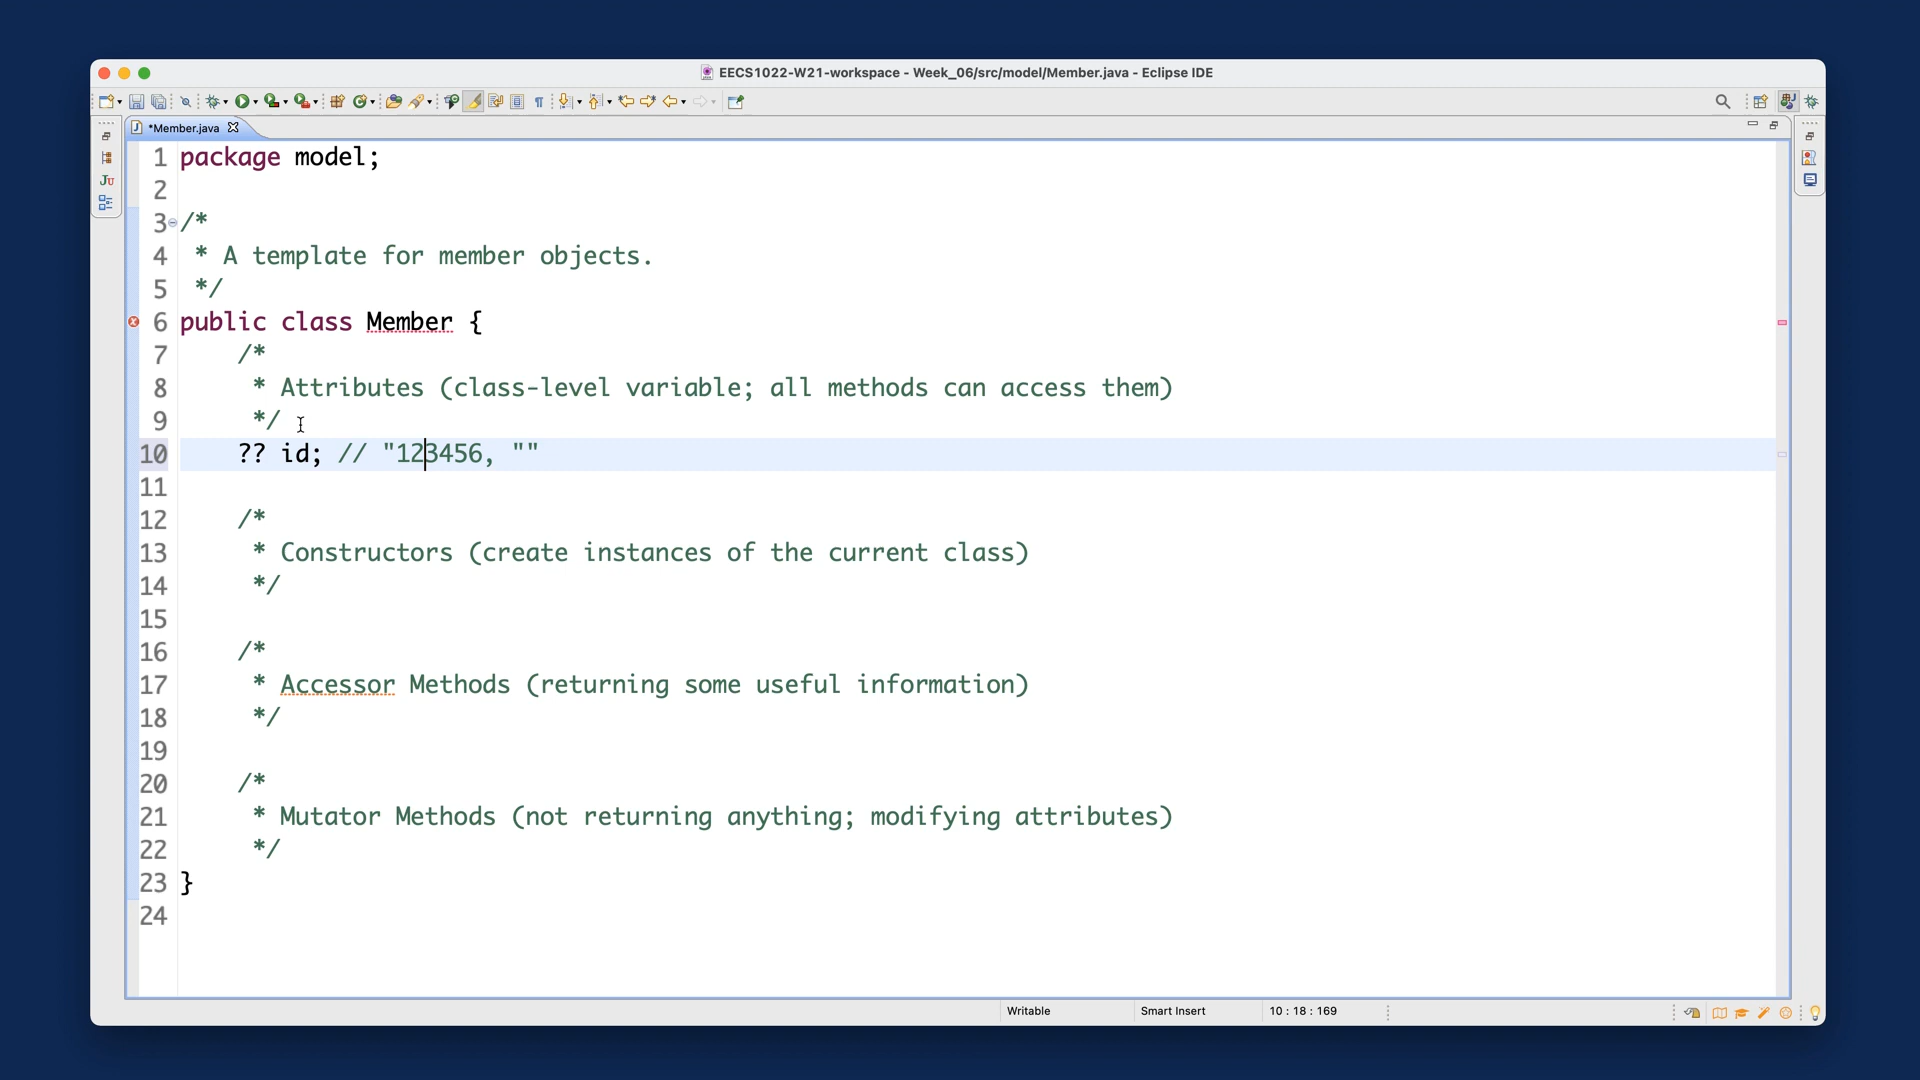 EECS1022-W21-workspace - Week_06/src/model/Member.java - Eclipse IDE
*Member.java
1 package model;
2
3 /*
4 * A template for member objects.
5 */
6 public class Member {
7 /*
8 * Attributes (class-level variable; all methods can access them)
9 */
10 ?? id; // "123456, ""
11
12 /*
13 * Constructors (create instances of the current class)
14 */
15
16 /*
17 * Accessor Methods (returning some useful information)
18 */
19
20 /*
21 * Mutator Methods (not returning anything; modifying attributes)
22 */
23 }
24
Writable Smart Insert 10 : 18 : 169